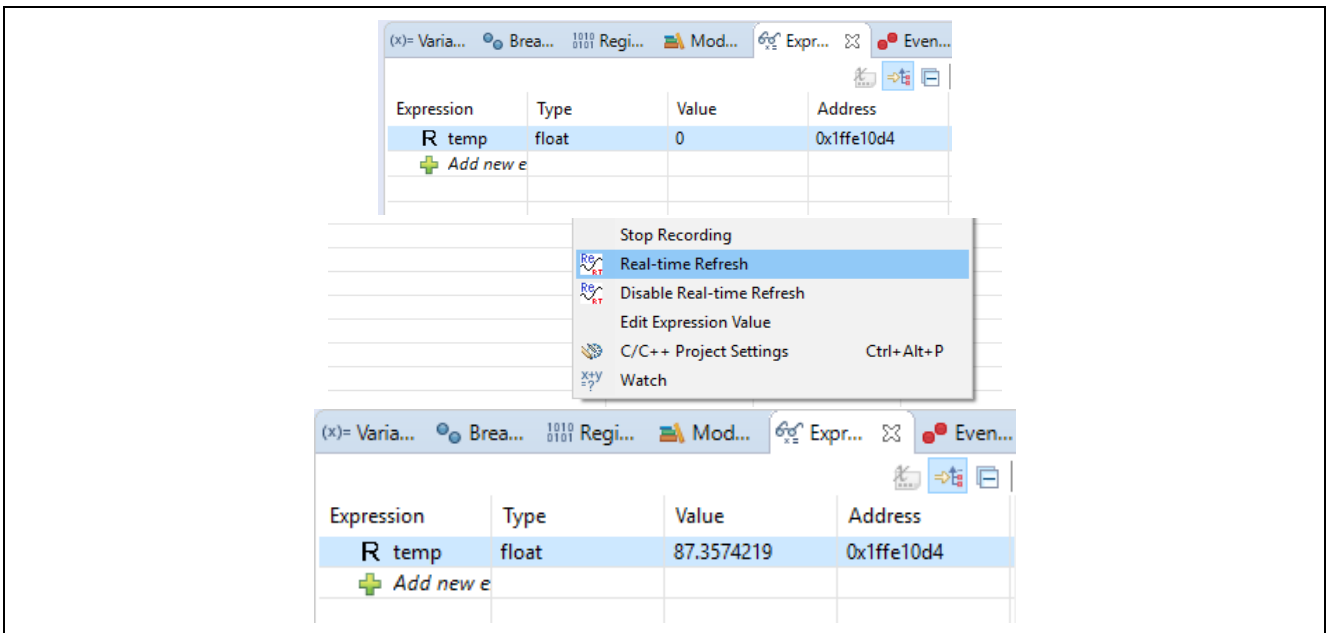 (x)= Varia... Brea... 1010 0101 Regi... Mod... Expr... Even...
Expression Type Value Address
R temp float 0 0x1ffe10d4
Add new e
Stop Recording
Real-time Refresh
Disable Real-time Refresh
Edit Expression Value
C/C++ Project Settings Ctrl+Alt+P
x+y =? Watch
(x)= Varia... Brea... 1010 0101 Regi... Mod... Expr... Even...
Expression Type Value Address
R temp float 87.3574219 0x1ffe10d4
Add new e